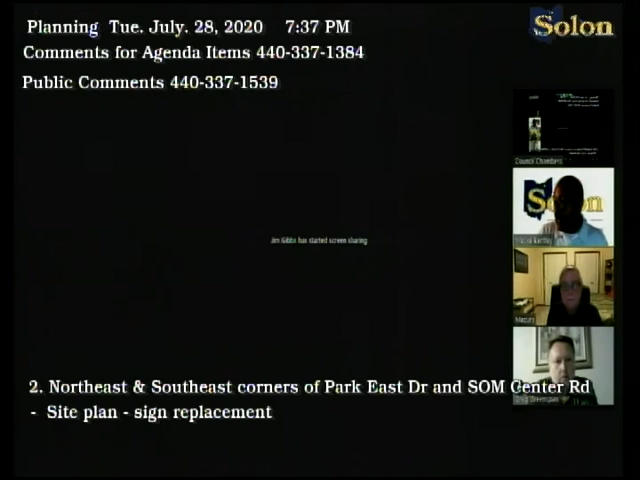 Planning Tue. July. 28, 2020 7:37 PM
Solon
Comments for Agenda Items 440-337-1384
Public Comments 440-337-1539
Council Chambers
Solon
Jim Gibbs has started screen sharing
2. Northeast & Southeast corners of Park East Dr and SOM Center Rd
- Site plan - sign replacement